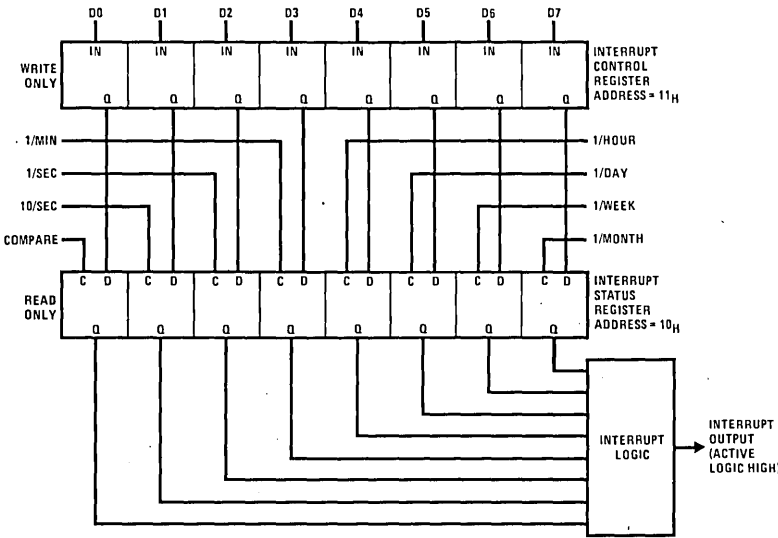 D0 D1 D2 D3 D4 D5 D6 D7
IN IN IN IN IN IN IN IN
WRITE
ONLY
INTERRUPT
CONTROL
REGISTER
ADDRESS = 11H
Q Q Q Q Q Q Q Q
1/MIN
1/HOUR
1/SEC
1/DAY
10/SEC
1/WEEK
COMPARE
1/MONTH
C D C D C D C D C D C D C D C D
READ
ONLY
INTERRUPT
STATUS
REGISTER
ADDRESS = 10H
Q Q Q Q Q Q Q Q
INTERRUPT
LOGIC
INTERRUPT
OUTPUT
(ACTIVE
LOGIC HIGH)